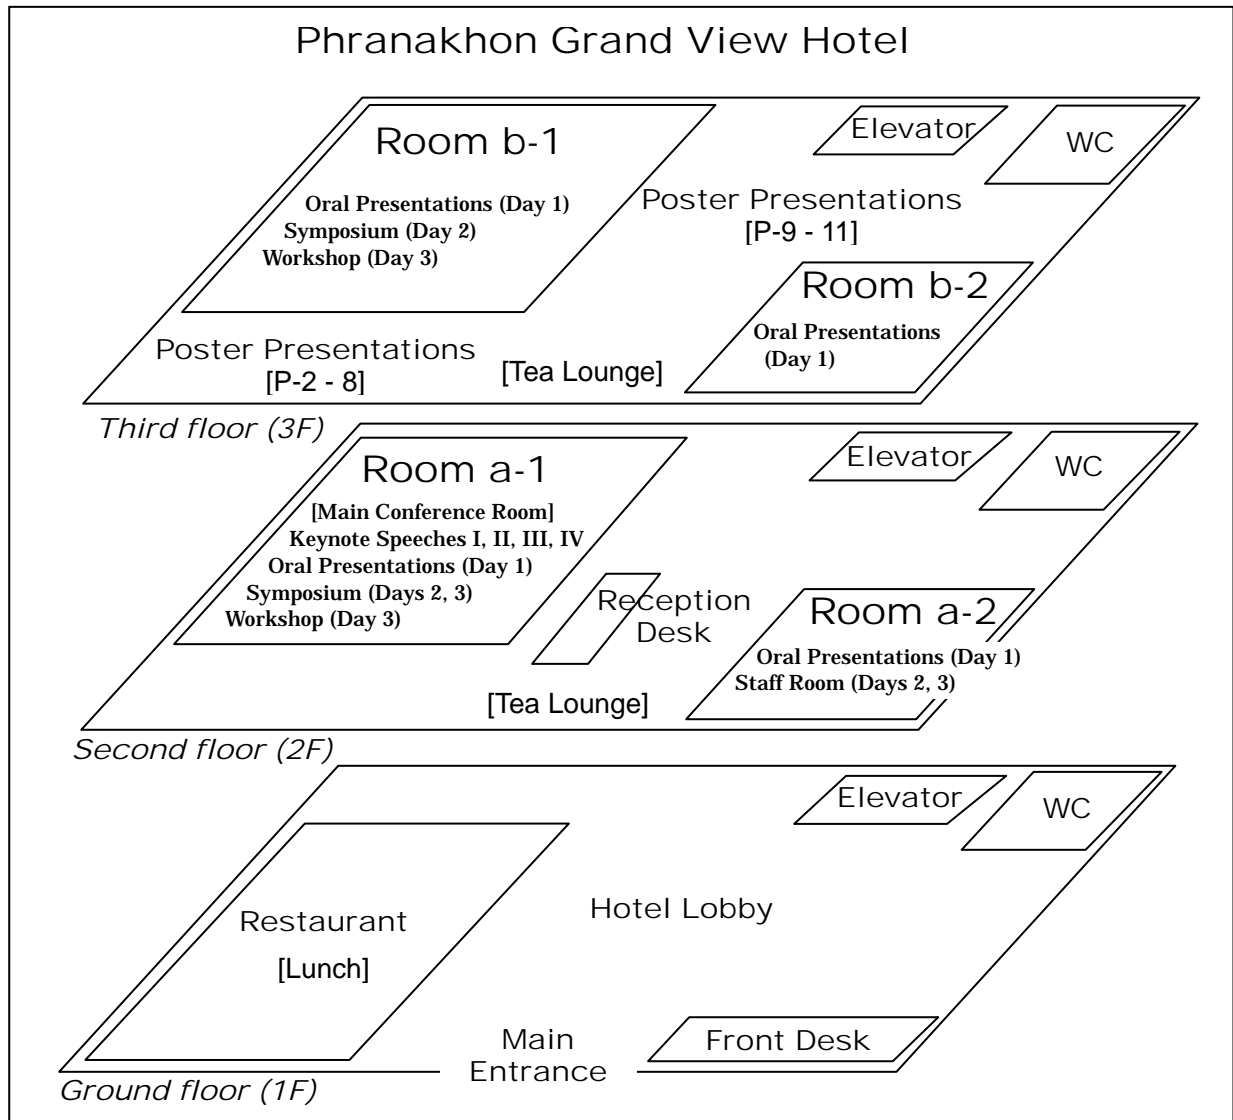 Phranakhon Grand View Hotel
Room b-1
Oral Presentations (Day 1)
Symposium (Day 2)
Workshop (Day 3)
Elevator
WC
Poster Presentations
[P-9 - 11]
Room b-2
Oral Presentations
(Day 1)
Poster Presentations
[P-2 - 8]
[Tea Lounge]
Third floor (3F)
Room a-1
[Main Conference Room]
Keynote Speeches I, II, III, IV
Oral Presentations (Day 1)
Symposium (Days 2, 3)
Workshop (Day 3)
Elevator
WC
Reception
Desk
Room a-2
Oral Presentations (Day 1)
Staff Room (Days 2, 3)
[Tea Lounge]
Second floor (2F)
Elevator
WC
Restaurant
[Lunch]
Hotel Lobby
Main
Entrance
Front Desk
Ground floor (1F)